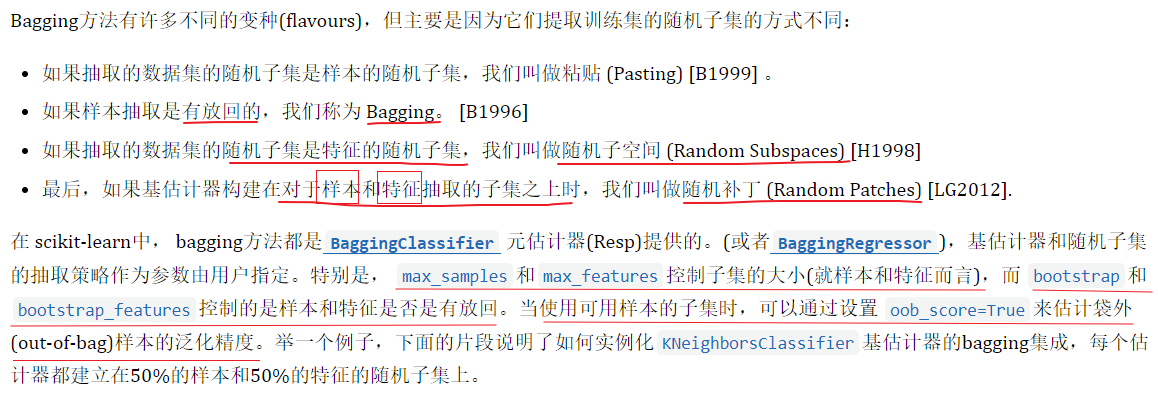 Bagging方法有许多不同的变种(flavours)，但主要是因为它们提取训练集的随机子集的方式不同：
• 如果抽取的数据集的随机子集是样本的随机子集，我们叫做粘贴 (Pasting) [B1999] 。
• 如果样本抽取是有放回的，我们称为 Bagging。 [B1996]
• 如果抽取的数据集的随机子集是特征的随机子集，我们叫做随机子空间 (Random Subspaces) [H1998]
• 最后，如果基估计器构建在对于样本和特征抽取的子集之上时，我们叫做随机补丁 (Random Patches) [LG2012].
在 scikit-learn中， bagging方法都是 BaggingClassifier 元估计器(Resp)提供的。(或者 BaggingRegressor )，基估计器和随机子集
的抽取策略作为参数由用户指定。特别是， max_samples 和 max_features 控制子集的大小(就样本和特征而言)，而 bootstrap 和
bootstrap_features 控制的是样本和特征是否是有放回。当使用可用样本的子集时，可以通过设置 oob_score=True 来估计袋外
(out-of-bag)样本的泛化精度。举一个例子，下面的片段说明了如何实例化 KNeighborsClassifier 基估计器的bagging集成，每个估
计器都建立在50%的样本和50%的特征的随机子集上。